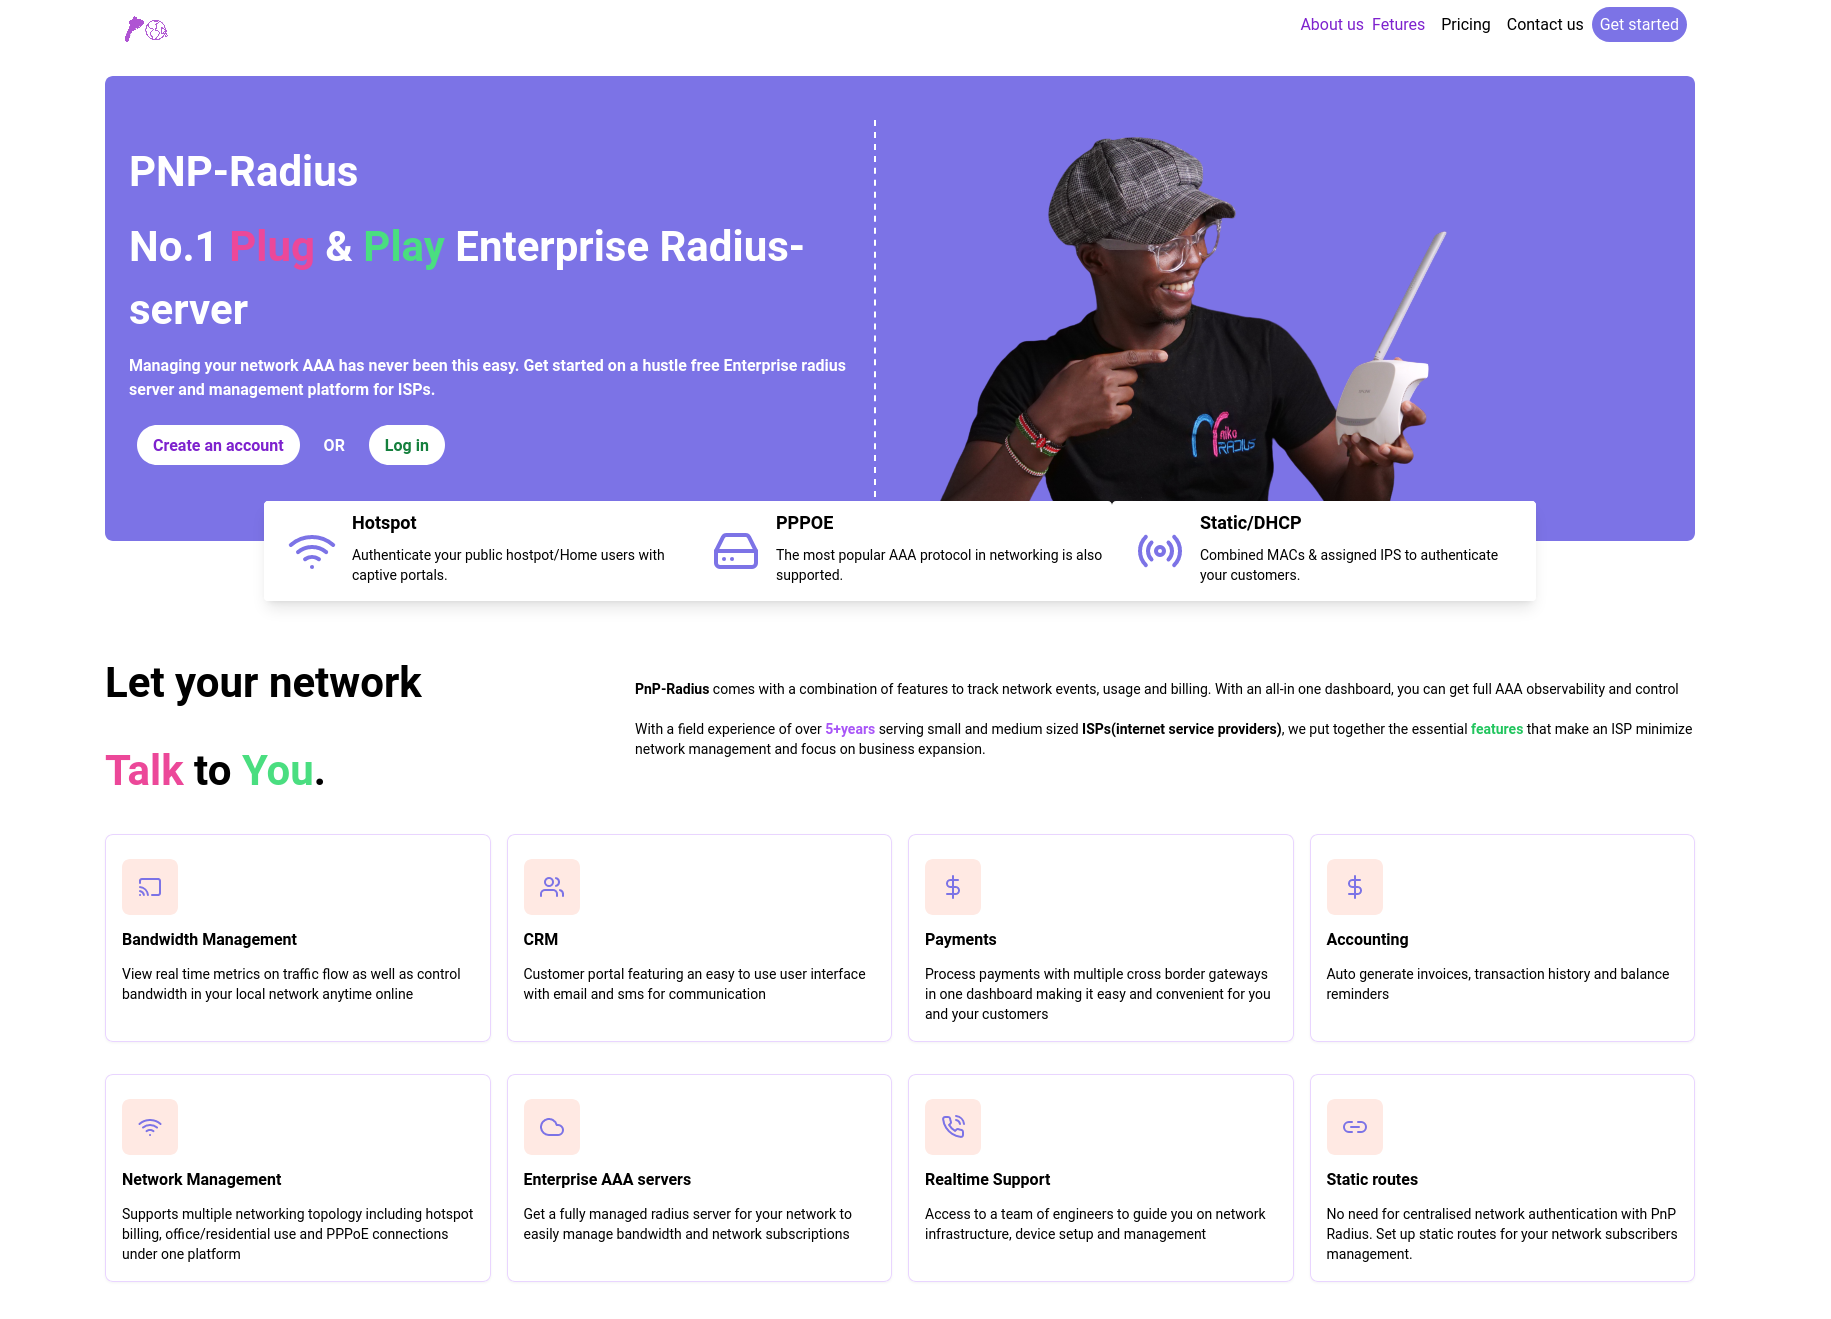 About us Fetures Pricing Contact us Get started
PNP-Radius
No.1 Plug & Play Enterprise Radius-
server
Managing your network AAA has never been this easy. Get started on a hustle free Enterprise radius
server and management platform for ISPs.
Create an account OR Log in
niko
RADIUS
Hotspot
Authenticate your public hostpot/Home users with
captive portals.
PPPOE
The most popular AAA protocol in networking is also
supported.
Static/DHCP
Combined MACs & assigned IPS to authenticate
your customers.
Let your network
Talk to You.
PnP-Radius comes with a combination of features to track network events, usage and billing. With an all-in one dashboard, you can get full AAA observability and control
With a field experience of over 5+years serving small and medium sized ISPs(internet service providers), we put together the essential features that make an ISP minimize
network management and focus on business expansion.
Bandwidth Management
View real time metrics on traffic flow as well as control
bandwidth in your local network anytime online
CRM
Customer portal featuring an easy to use user interface
with email and sms for communication
Payments
Process payments with multiple cross border gateways
in one dashboard making it easy and convenient for you
and your customers
Accounting
Auto generate invoices, transaction history and balance
reminders
Network Management
Supports multiple networking topology including hotspot
billing, office/residential use and PPPoE connections
under one platform
Enterprise AAA servers
Get a fully managed radius server for your network to
easily manage bandwidth and network subscriptions
Realtime Support
Access to a team of engineers to guide you on network
infrastructure, device setup and management
Static routes
No need for centralised network authentication with PnP
Radius. Set up static routes for your network subscribers
management.